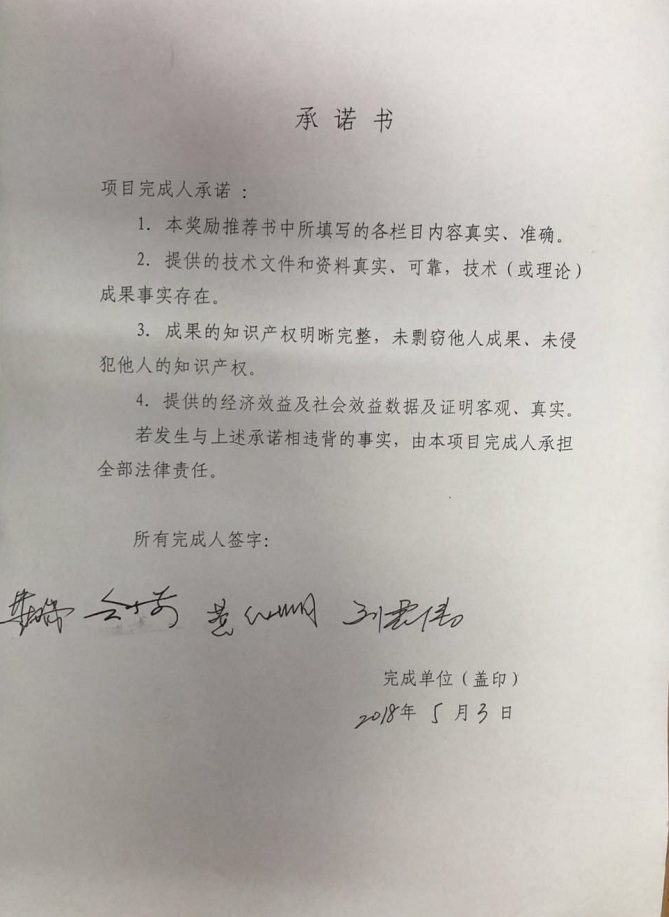 承诺书
项目完成人承诺：
1. 本奖励推荐书中所填写的各栏目内容真实、准确。
2. 提供的技术文件和资料真实、可靠，技术（或理论）
成果事实存在。
3. 成果的知识产权明晰完整，未剽窃他人成果、未侵
犯他人的知识产权。
4. 提供的经济效益及社会效益数据及证明客观、真实。
若发生与上述承诺相违背的事实，由本项目完成人承担
全部法律责任。
所有完成人签字：
完成单位（盖印）
2018年 5 月 3 日